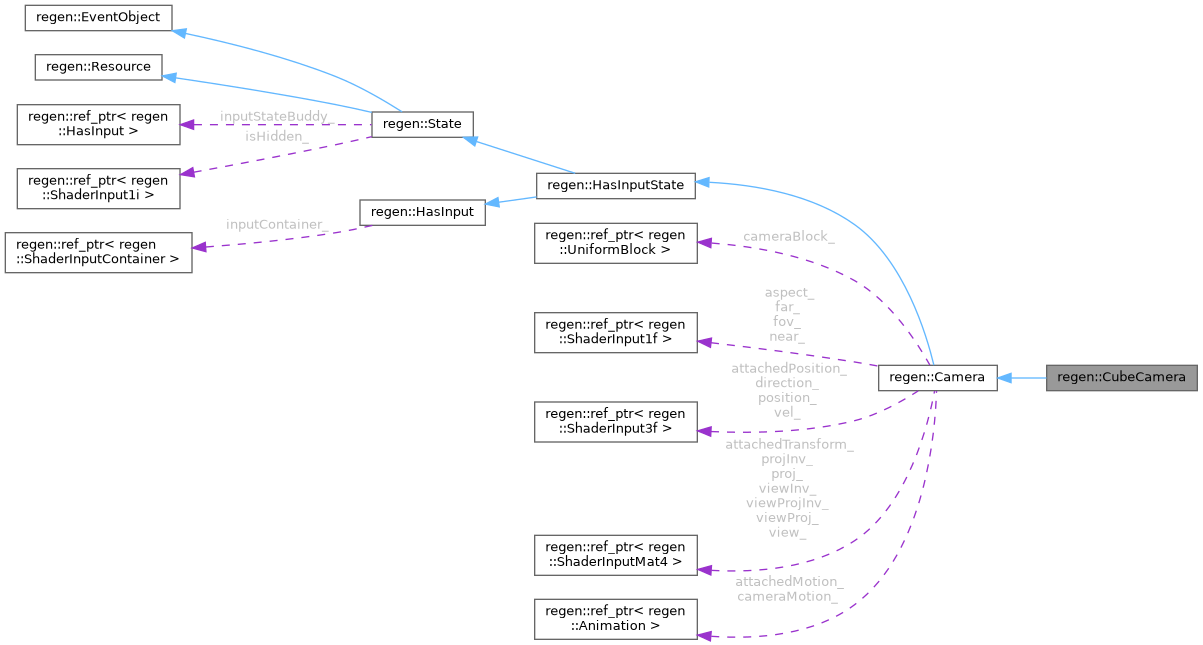 regen::EventObject
regen::Resource
regen::ref_ptr< regen
::HasInput >
inputStateBuddy_
regen::State
isHidden_
regen::ref_ptr< regen
::ShaderInput1i >
regen::HasInputState
regen::HasInput
inputContainer_
regen::ref_ptr< regen
::ShaderInputContainer >
regen::ref_ptr< regen
::UniformBlock >
cameraBlock_
aspect_
far_
fov_
near_
regen::ref_ptr< regen
::ShaderInput1f >
regen::Camera
regen::CubeCamera
attachedPosition_
direction_
position_
vel_
regen::ref_ptr< regen
::ShaderInput3f >
attachedTransform_
projInv_
proj_
viewInv_
viewProjInv_
viewProj_
view_
regen::ref_ptr< regen
::ShaderInputMat4 >
attachedMotion_
cameraMotion_
regen::ref_ptr< regen
::Animation >